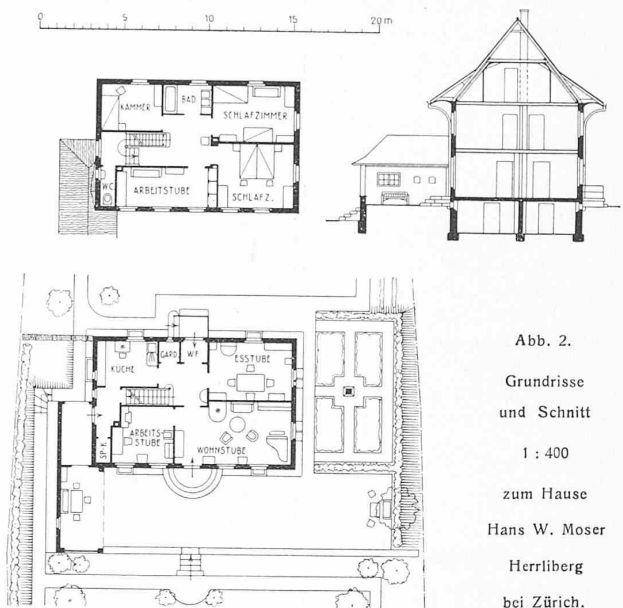 0 5 10 15 20 m
KAMMER
BAD
SCHLAFZIMMER
WC
ARBEITSTUBE
SCHLAFZ.
KÜCHE
GARD.
W.F.
ESSTUBE
SP-K.
ARBEITS-
STUBE
WOHNSTUBE
Abb. 2.
Grundrisse
und Schnitt
1 : 400
zum Hause
Hans W. Moser
Herrliberg
bei Zürich.